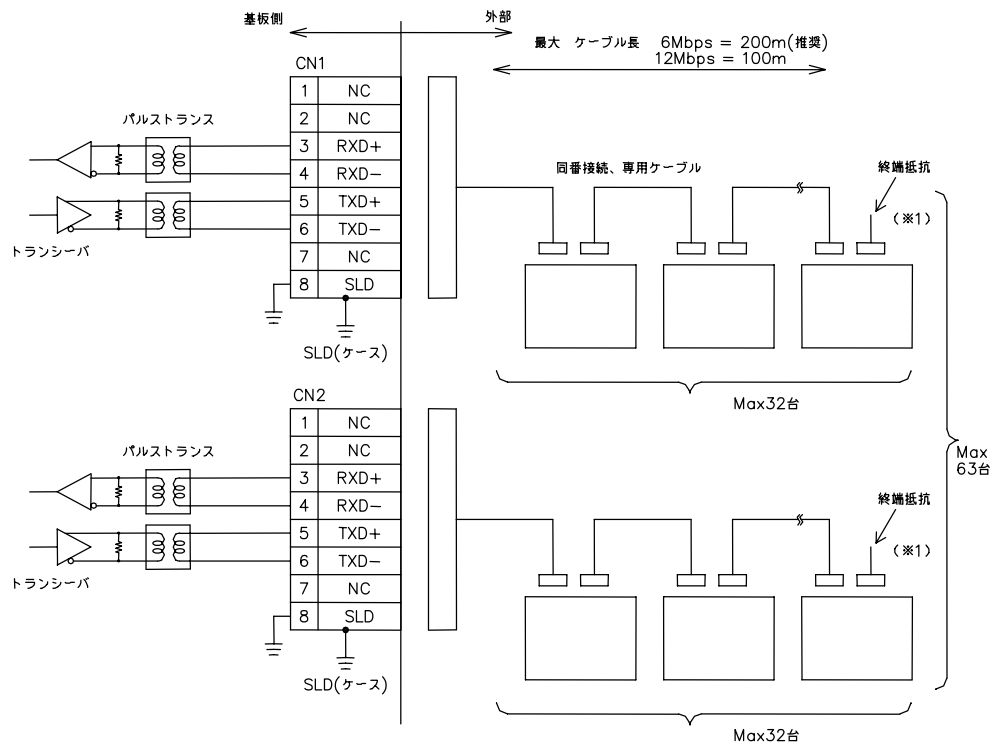 基板側
外部
最大 ケーブル長 6Mbps = 200m(推奨)
12Mbps = 100m
CN1
1 NC
2 NC
3 RXD+
4 RXD-
5 TXD+
6 TXD-
7 NC
8 SLD
パルストランス
トランシーバ
SLD(ケース)
同番接続、専用ケーブル
終端抵抗
(※1)
Max32台
CN2
1 NC
2 NC
3 RXD+
4 RXD-
5 TXD+
6 TXD-
7 NC
8 SLD
パルストランス
トランシーバ
SLD(ケース)
終端抵抗
(※1)
Max32台
Max
63台